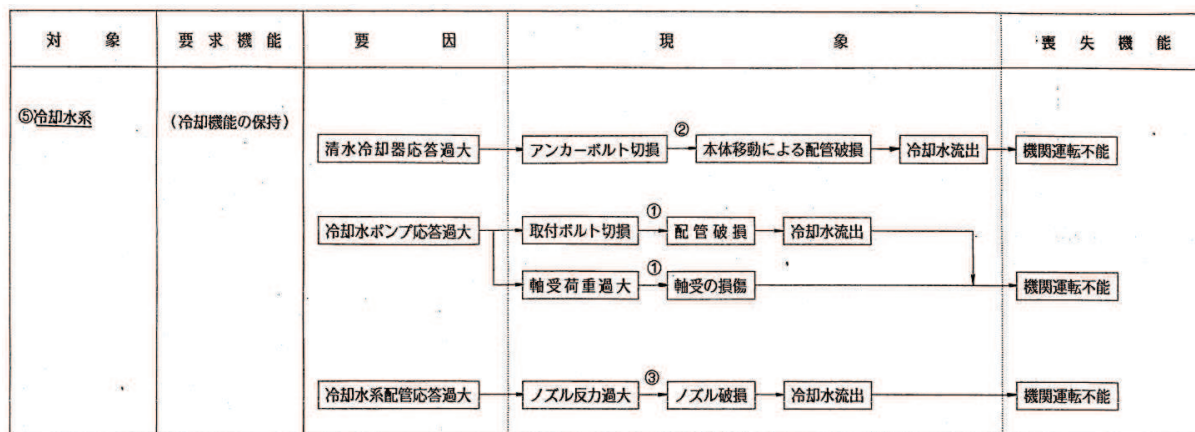 対象 要求機能 要因 現象 喪失機能
⑤冷却水系 (冷却機能の保持)
清水冷却器応答過大 アンカーボルト切損 ② 本体移動による配管破損 冷却水流出 機関運転不能
冷却水ポンプ応答過大 取付ボルト切損 ① 配管破損 冷却水流出
軸受荷重過大 ① 軸受の損傷 機関運転不能
冷却水系配管応答過大 ノズル反力過大 ③ ノズル破損 冷却水流出 機関運転不能